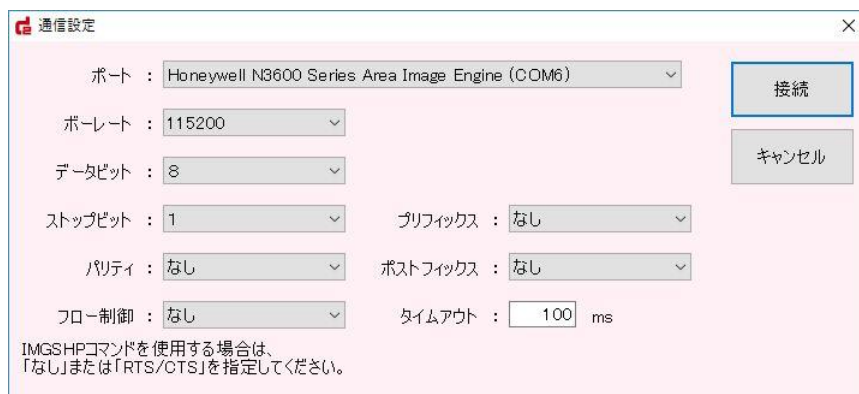 通信設定
ポート : Honeywell N3600 Series Area Image Engine (COM6)
接続
ボーレート : 115200
データビット : 8
キャンセル
ストップビット : 1 プリフィックス : なし
パリティ : なし ポストフィックス : なし
フロー制御 : なし タイムアウト : 100 ms
IMGSHPコマンドを使用する場合は、
「なし」または「RTS/CTS」を指定してください。